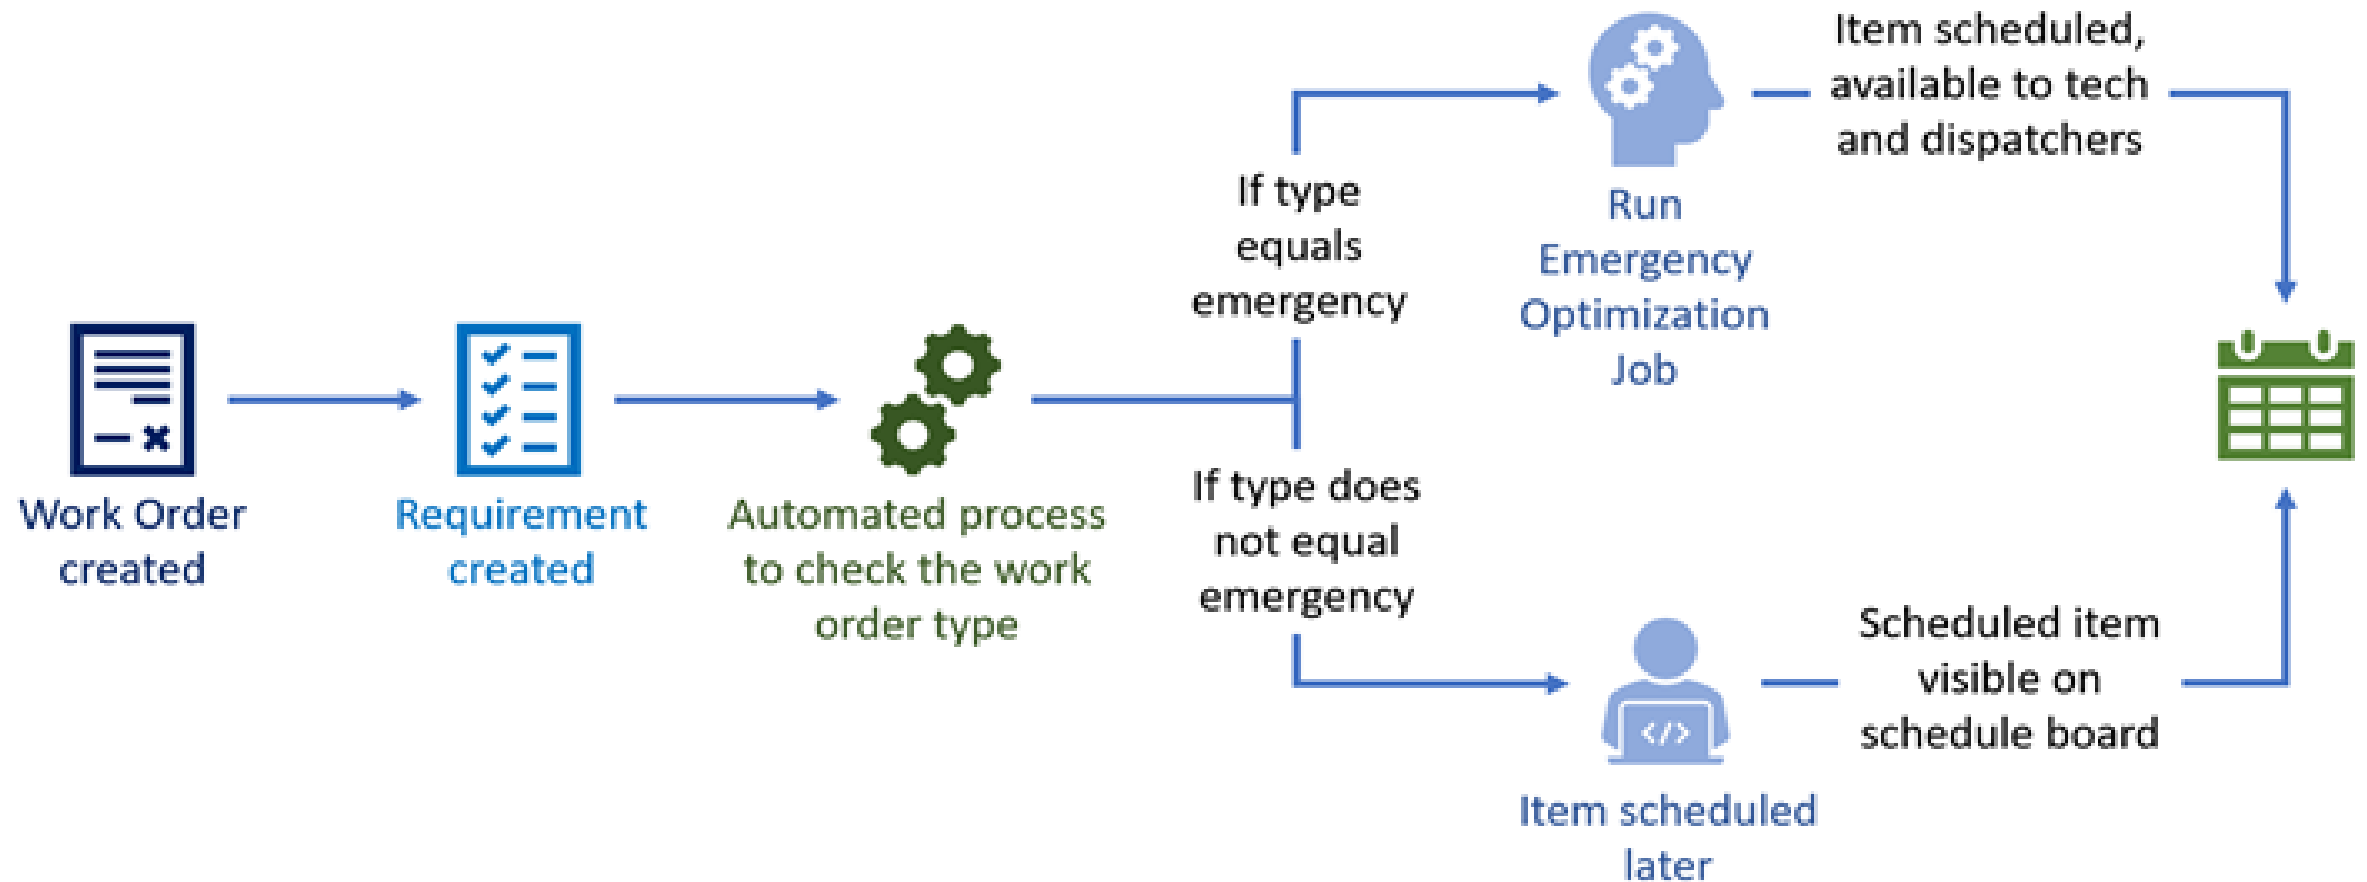 Work Order
created
Requirement
created
Automated process
to check the work
order type
If type
equals
emergency
Run
Emergency
Optimization
Job
Item scheduled,
available to tech
and dispatchers
If type does
not equal
emergency
</>
Item scheduled
later
Scheduled item
visible on
schedule board